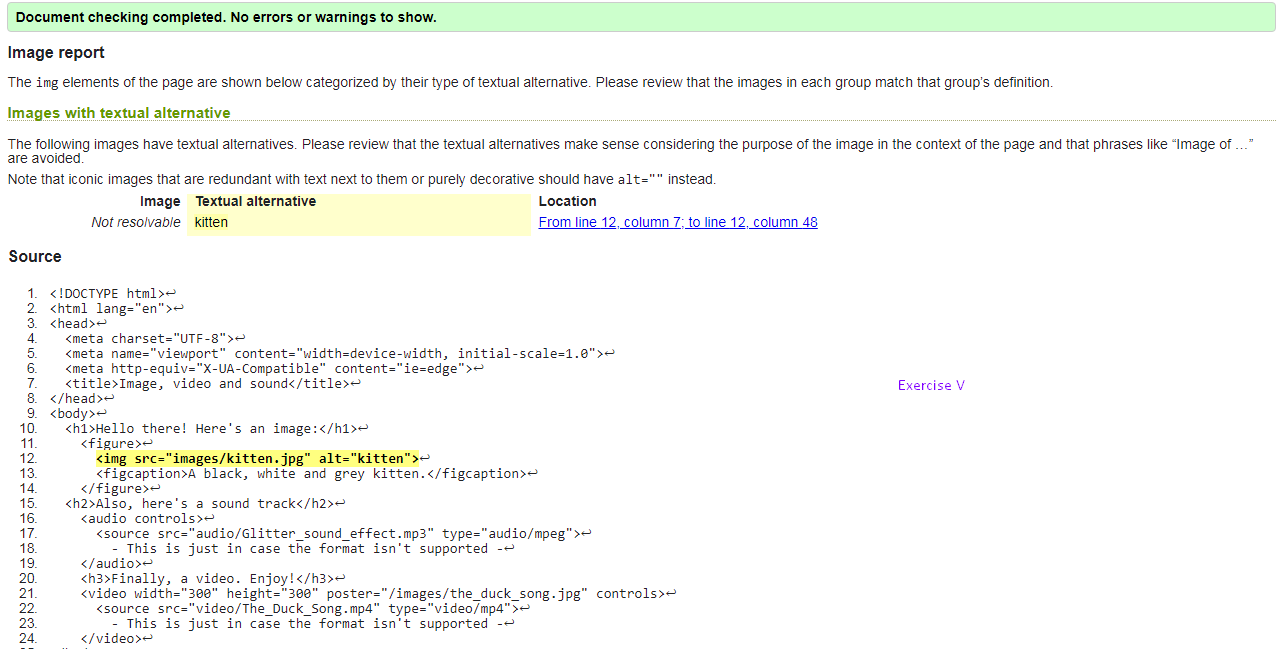 Document checking completed. No errors or warnings to show.
Image report
The img elements of the page are shown below categorized by their type of textual alternative. Please review that the images in each group match that group's definition.
Images with textual alternative
The following images have textual alternatives. Please review that the textual alternatives make sense considering the purpose of the image in the context of the page and that phrases like “Image of …”
are avoided.
Note that iconic images that are redundant with text next to them or purely decorative should have alt="" instead.
Image Textual alternative Location
Not resolvable kitten From line 12, column 7; to line 12, column 48
Source
1. <!DOCTYPE html>↩
2. <html lang="en">↩
3. <head>↩
4. <meta charset="UTF-8">↩
5. <meta name="viewport" content="width=device-width, initial-scale=1.0">↩
6. <meta http-equiv="X-UA-Compatible" content="ie=edge">↩
7. <title>Image, video and sound</title>↩
Exercise V
8. </head>↩
9. <body>↩
10. <h1>Hello there! Here's an image:</h1>↩
11. <figure>↩
12. <img src="images/kitten.jpg" alt="kitten">↩
13. <figcaption>A black, white and grey kitten.</figcaption>↩
14. </figure>↩
15. <h2>Also, here's a sound track</h2>↩
16. <audio controls>↩
17. <source src="audio/Glitter_sound_effect.mp3" type="audio/mpeg">↩
18. - This is just in case the format isn't supported -↩
19. </audio>↩
20. <h3>Finally, a video. Enjoy!</h3>↩
21. <video width="300" height="300" poster="/images/the_duck_song.jpg" controls>↩
22. <source src="video/The_Duck_Song.mp4" type="video/mp4">↩
23. - This is just in case the format isn't supported -↩
24. </video>↩